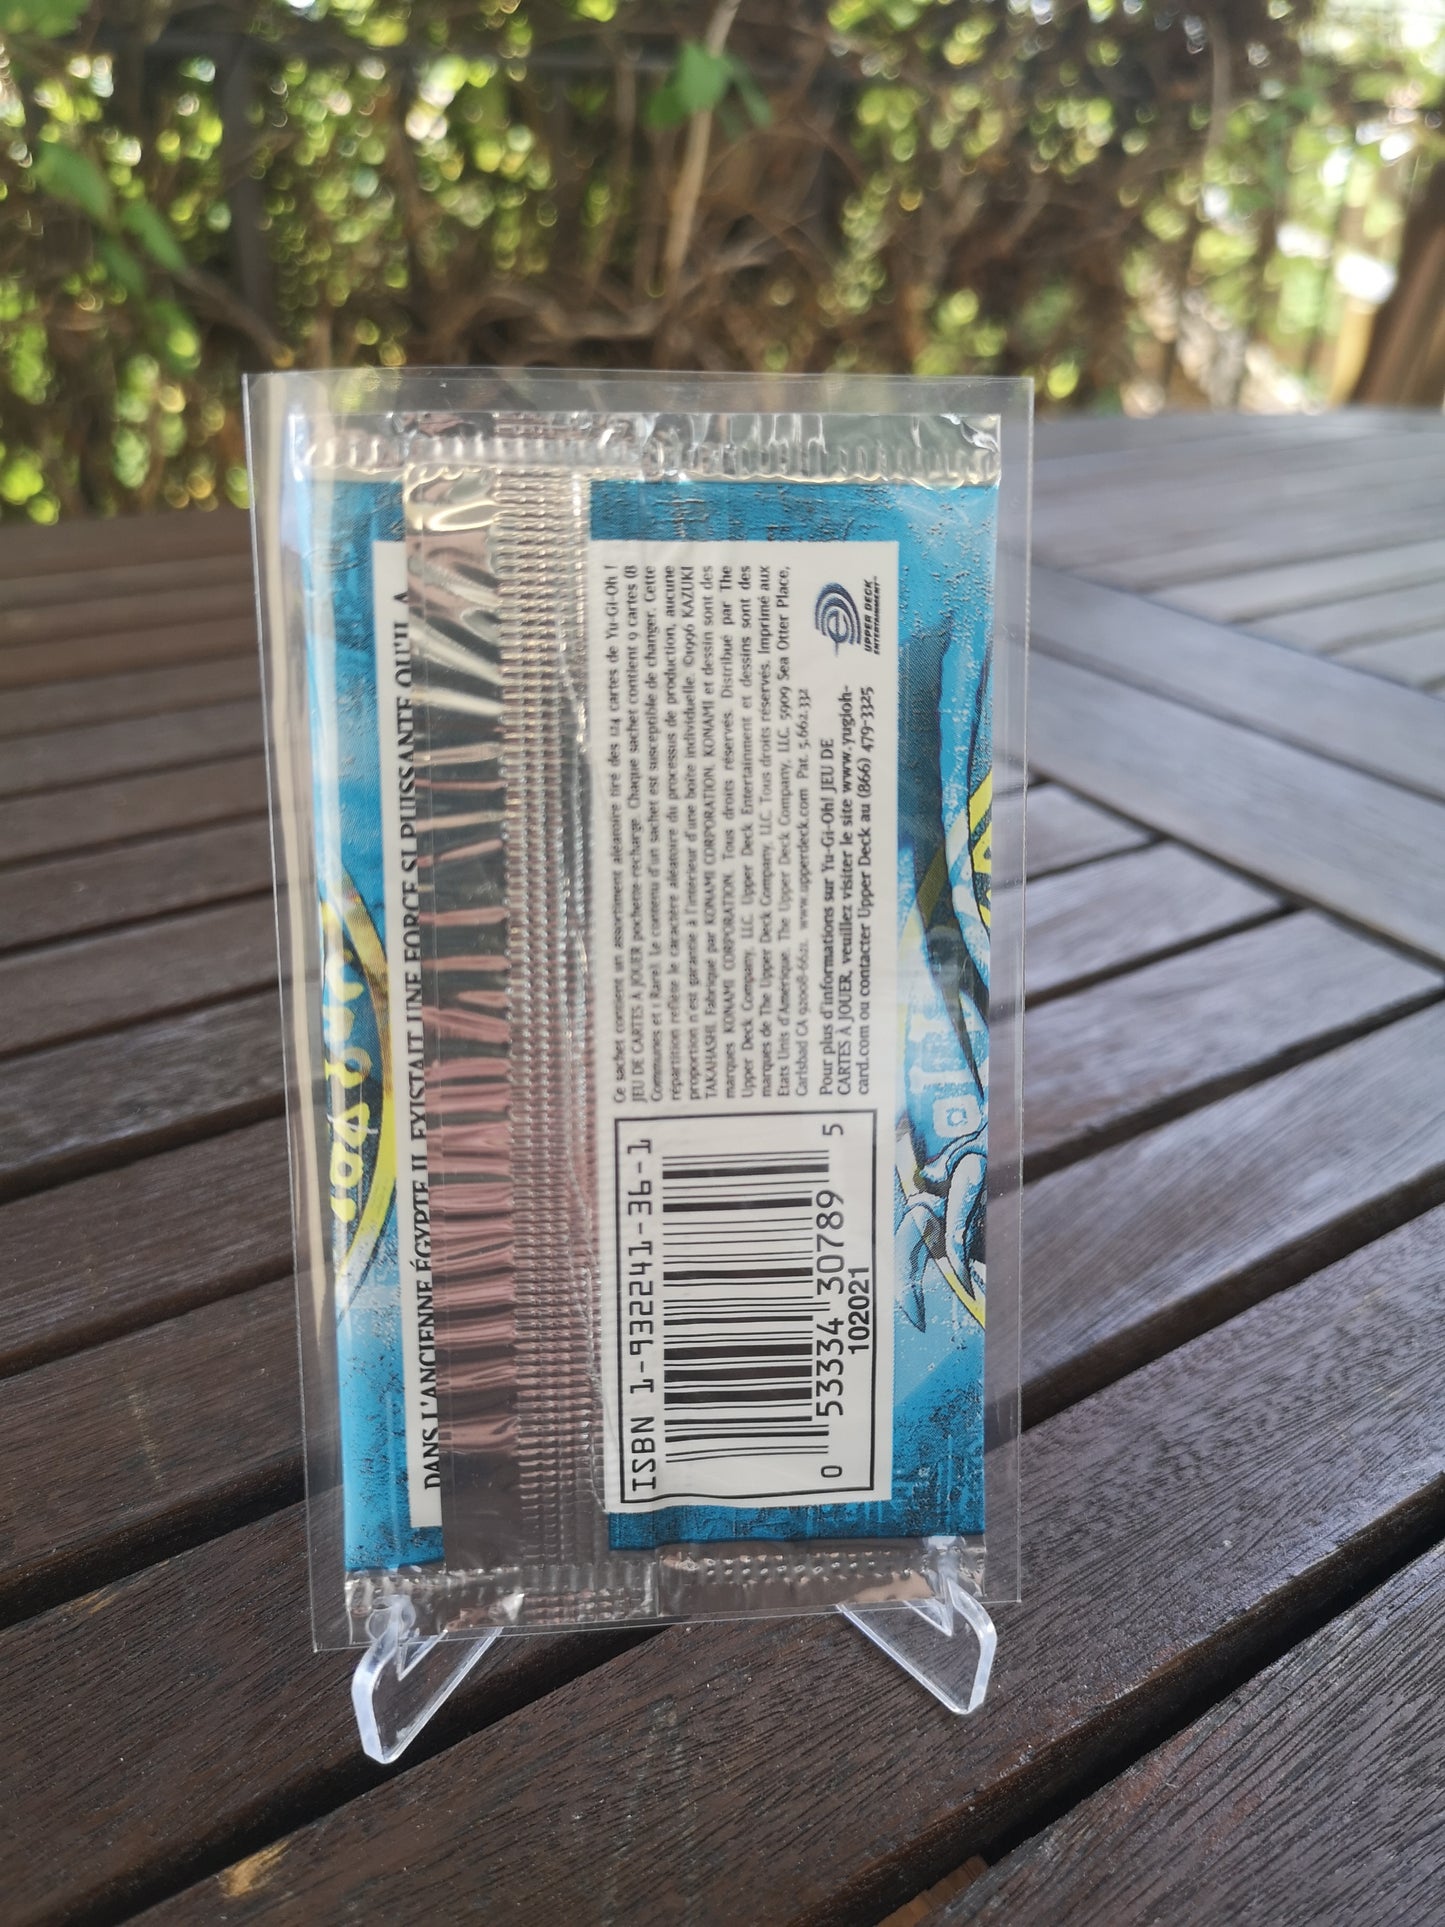 DANS L'ANCIENNE ÉGYPTE IL EXISTAIT UNE FORCE SI PUISSANTE QU'IL A
Ce sachet contient un assortiment aléatoire tiré des 124 cartes de Yu-Gi-Oh !
JEU DE CARTES À JOUER pochette recharge. Chaque sachet contient 9 cartes (8
Communes et 1 Rare). Le contenu d'un sachet est susceptible de changer. Cette
répartition reflète le caractère aléatoire du processus de production, aucune
proportion n'est garantie à l'intérieur d'une boîte individuelle. ©1996 KAZUKI
TAKAHASHI. Fabriqué par KONAMI CORPORATION. KONAMI et dessin sont des
marques KONAMI CORPORATION. Tous droits réservés. Distribué par The
Upper Deck Company, LLC. Upper Deck Entertainment et dessins sont des
marques de The Upper Deck Company, LLC. Tous droits réservés. Imprimé aux
Etats Unis d'Amérique. The Upper Deck Company, LLC, 5909 Sea Otter Place,
Carlsbad CA 92008-6621. www.upperdeck.com Pat. 5,662,332
Pour plus d'informations sur Yu-Gi-Oh! JEU DE
CARTES À JOUER, veuillez visiter le site www.yugioh-
card.com ou contacter Upper Deck au (866) 479-3325
UPPER DECK
ENTERTAINMENT
ISBN 1-932241-36-1
0 53334 30789 5
102021